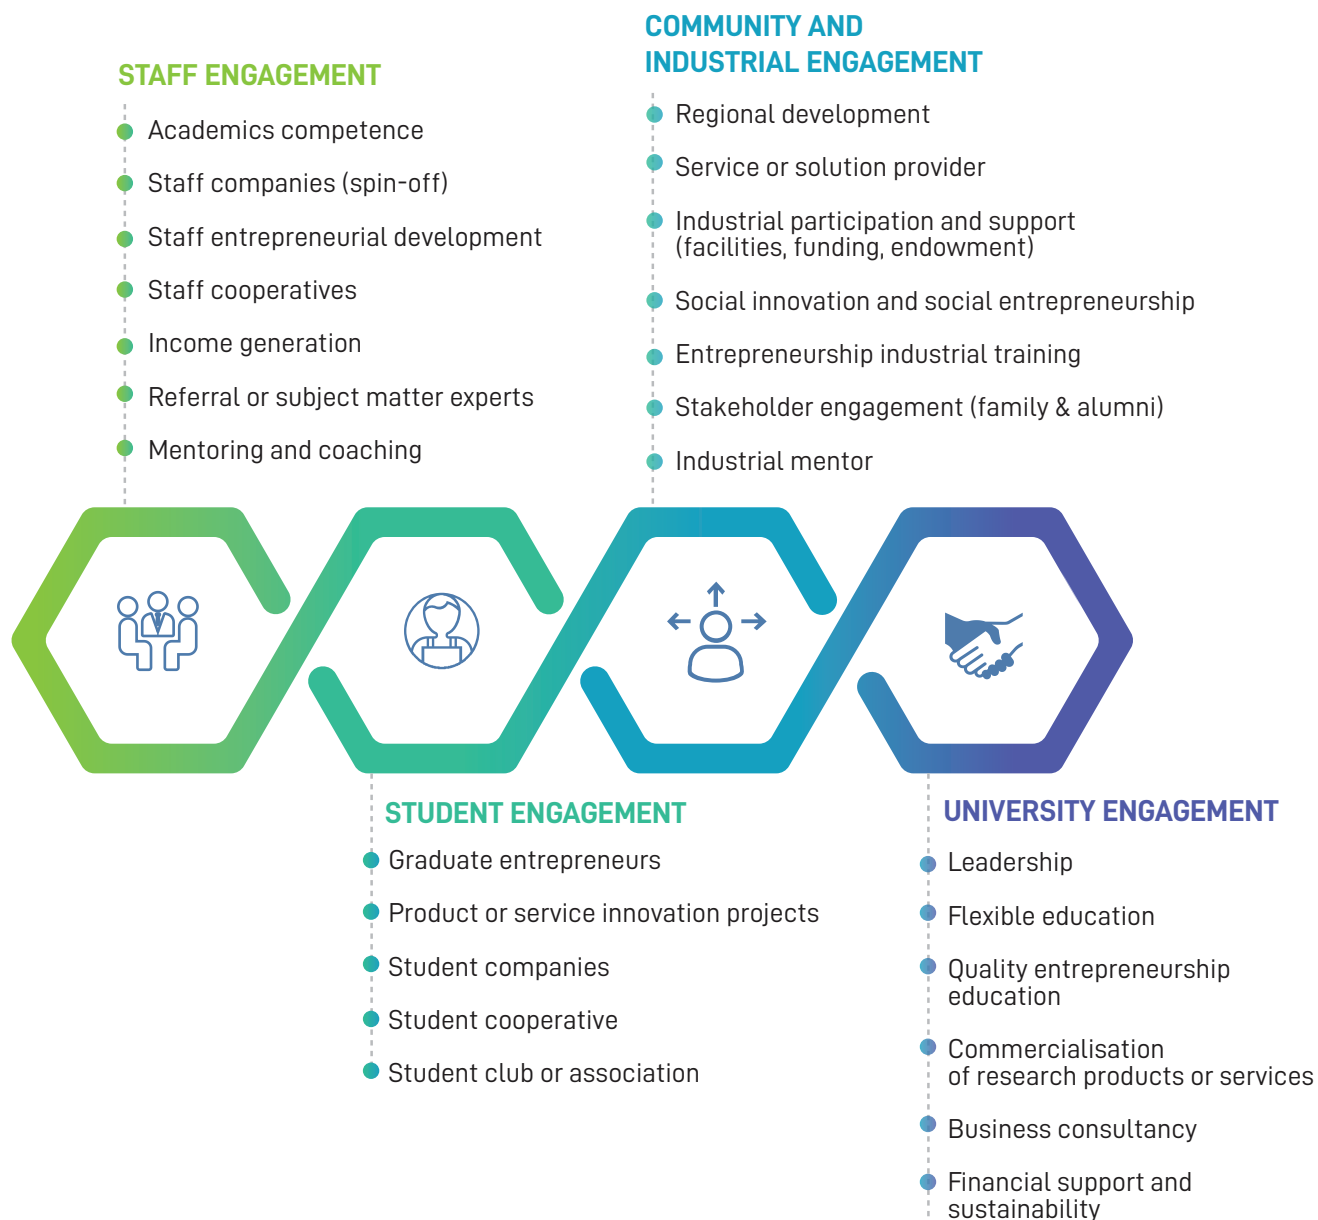 STAFF ENGAGEMENT
Academics competence
Staff companies (spin-off)
Staff entrepreneurial development
Staff cooperatives
Income generation
Referral or subject matter experts
Mentoring and coaching
COMMUNITY AND
INDUSTRIAL ENGAGEMENT
Regional development
Service or solution provider
Industrial participation and support
(facilities, funding, endowment)
Social innovation and social entrepreneurship
Entrepreneurship industrial training
Stakeholder engagement (family & alumni)
Industrial mentor
STUDENT ENGAGEMENT
Graduate entrepreneurs
Product or service innovation projects
Student companies
Student cooperative
Student club or association
UNIVERSITY ENGAGEMENT
Leadership
Flexible education
Quality entrepreneurship
education
Commercialisation
of research products or services
Business consultancy
Financial support and
sustainability